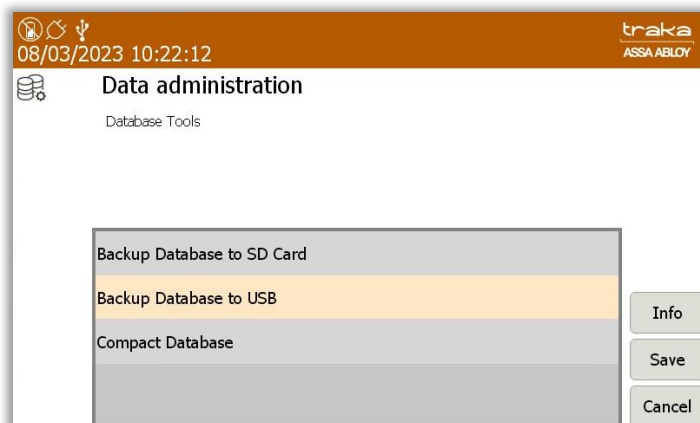 traka
08/03/2023 10:22:12
ASSA ABLOY
Data administration
Database Tools
Backup Database to SD Card
Backup Database to USB
Compact Database
Info
Save
Cancel